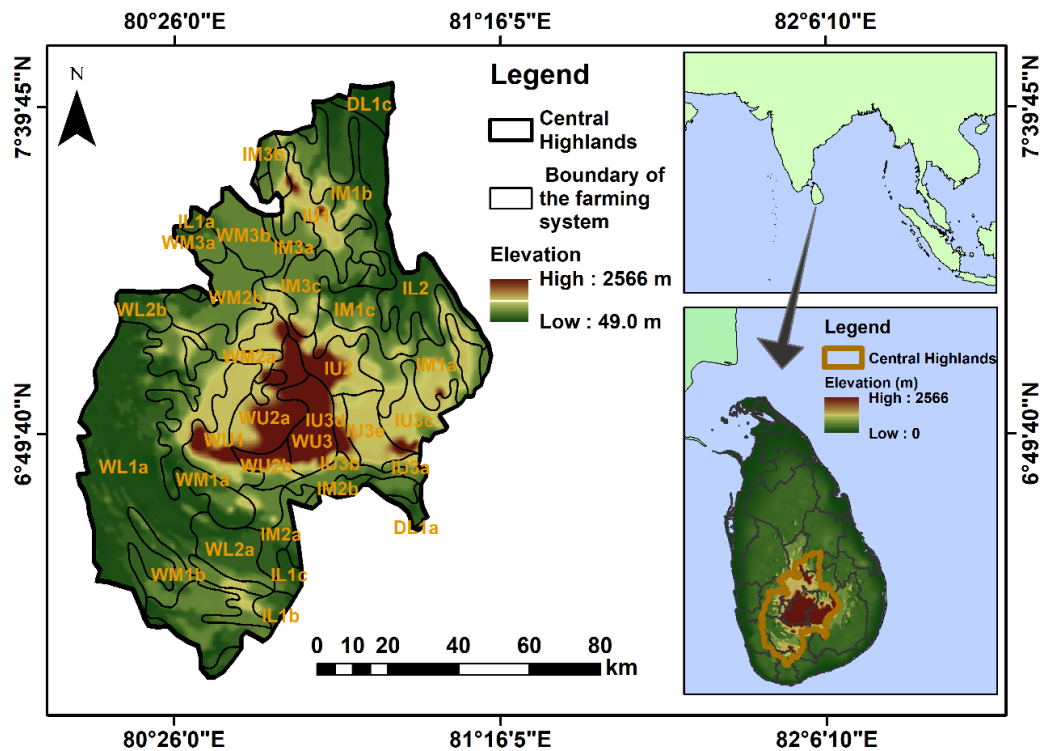 80°26'0"E
81°16'5"E
82°6'10"E
7°39'45"N
6°49'40"N
7°39'45"N
6°49'40"N
N
Legend
Central
Highlands
Boundary of
the farming
system
Elevation
High : 2566 m
Low : 49.0 m
DL1c
IM3b
IM1b
IU1
IL1a
WM3a
WM3b
IM3a
IM3c
IL2
WM2b
WL2b
IM1c
WM2a
IU2
IM1a
WU2a
IU3d
IU3c
IU3e
WU1
WU3
WL1a
WU2b
IU3b
IU3a
WM1a
IM2b
DL1a
IM2a
WL2a
WM1b
IL1c
IL1b
0 10 20 40 60 80
km
Legend
Central Highlands
Elevation (m)
High : 2566
Low : 0
80°26'0"E
81°16'5"E
82°6'10"E